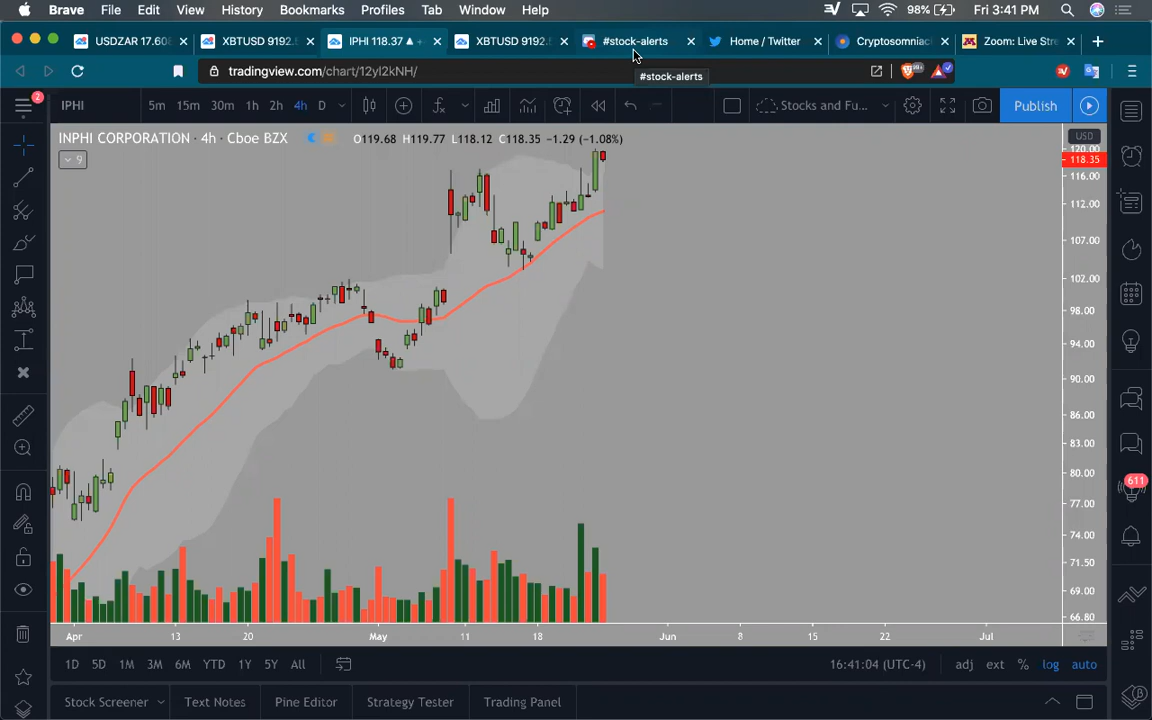 Brave File Edit View History Bookmarks Profiles Tab Window Help 98% Fri 3:41 PM
USDZAR 17.608 XBTUSD 9192. IPHI 118.37 ▲ XBTUSD 9192. #stock-alerts Home / Twitter Cryptosomniac Zoom: Live Stre
tradingview.com/chart/12yI2kNH/
#stock-alerts
2 IPHI 5m 15m 30m 1h 2h 4h D Stocks and Fu... Publish
INPHI CORPORATION · 4h · Cboe BZX O119.68 H119.77 L118.12 C118.35 −1.29 (−1.08%)
9
USD
120.00
118.35
116.00
112.00
107.00
102.00
98.00
94.00
90.00
86.00
83.00
80.00
77.00
74.00
71.50
69.00
66.80
611
Apr 13 20 May 11 18 Jun 8 15 22 Jul
1D 5D 1M 3M 6M YTD 1Y 5Y All 16:41:04 (UTC-4) adj ext % log auto
Stock Screener Text Notes Pine Editor Strategy Tester Trading Panel